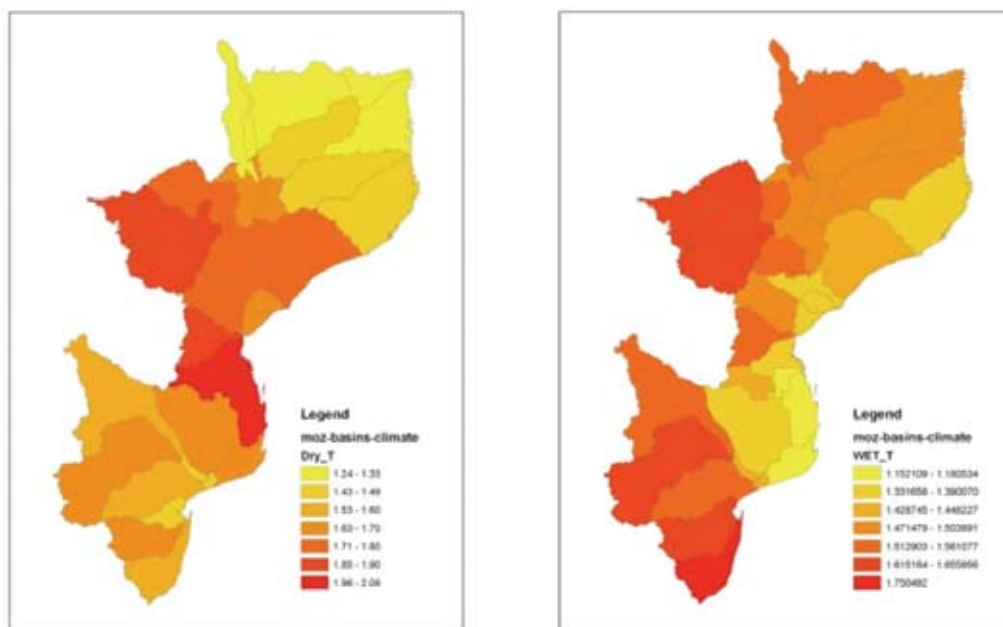 Legend
moz-basins-climate
Dry_T
1.24 - 1.33
1.43 - 1.49
1.53 - 1.60
1.63 - 1.70
1.71 - 1.80
1.85 - 1.90
1.96 - 2.09
Legend
moz-basins-climate
WET_T
1.152109 - 1.180534
1.331656 - 1.390070
1.428745 - 1.448227
1.471479 - 1.503891
1.512903 - 1.561077
1.615164 - 1.655956
1.750492